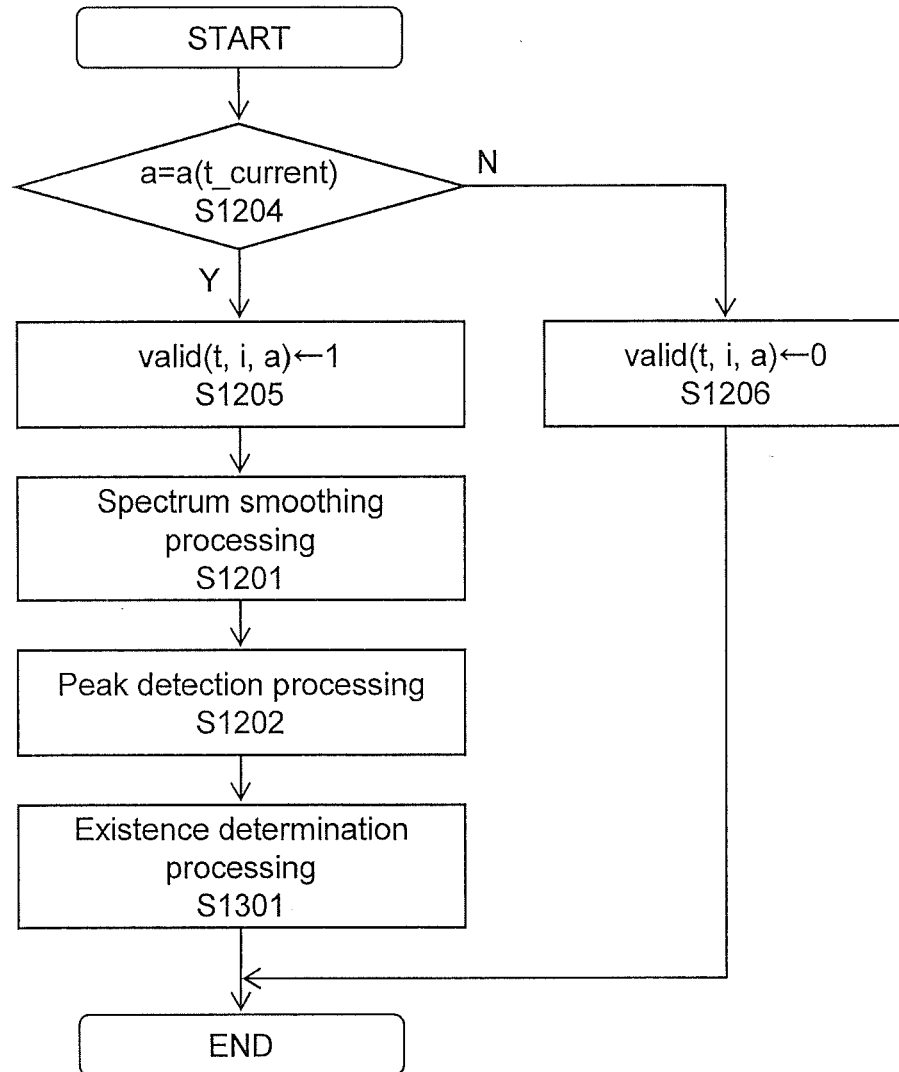 START
a=a(t_current)
S1204
N
Y
valid(t, i, a)←1
S1205
valid(t, i, a)←0
S1206
Spectrum smoothing
processing
S1201
Peak detection processing
S1202
Existence determination
processing
S1301
END